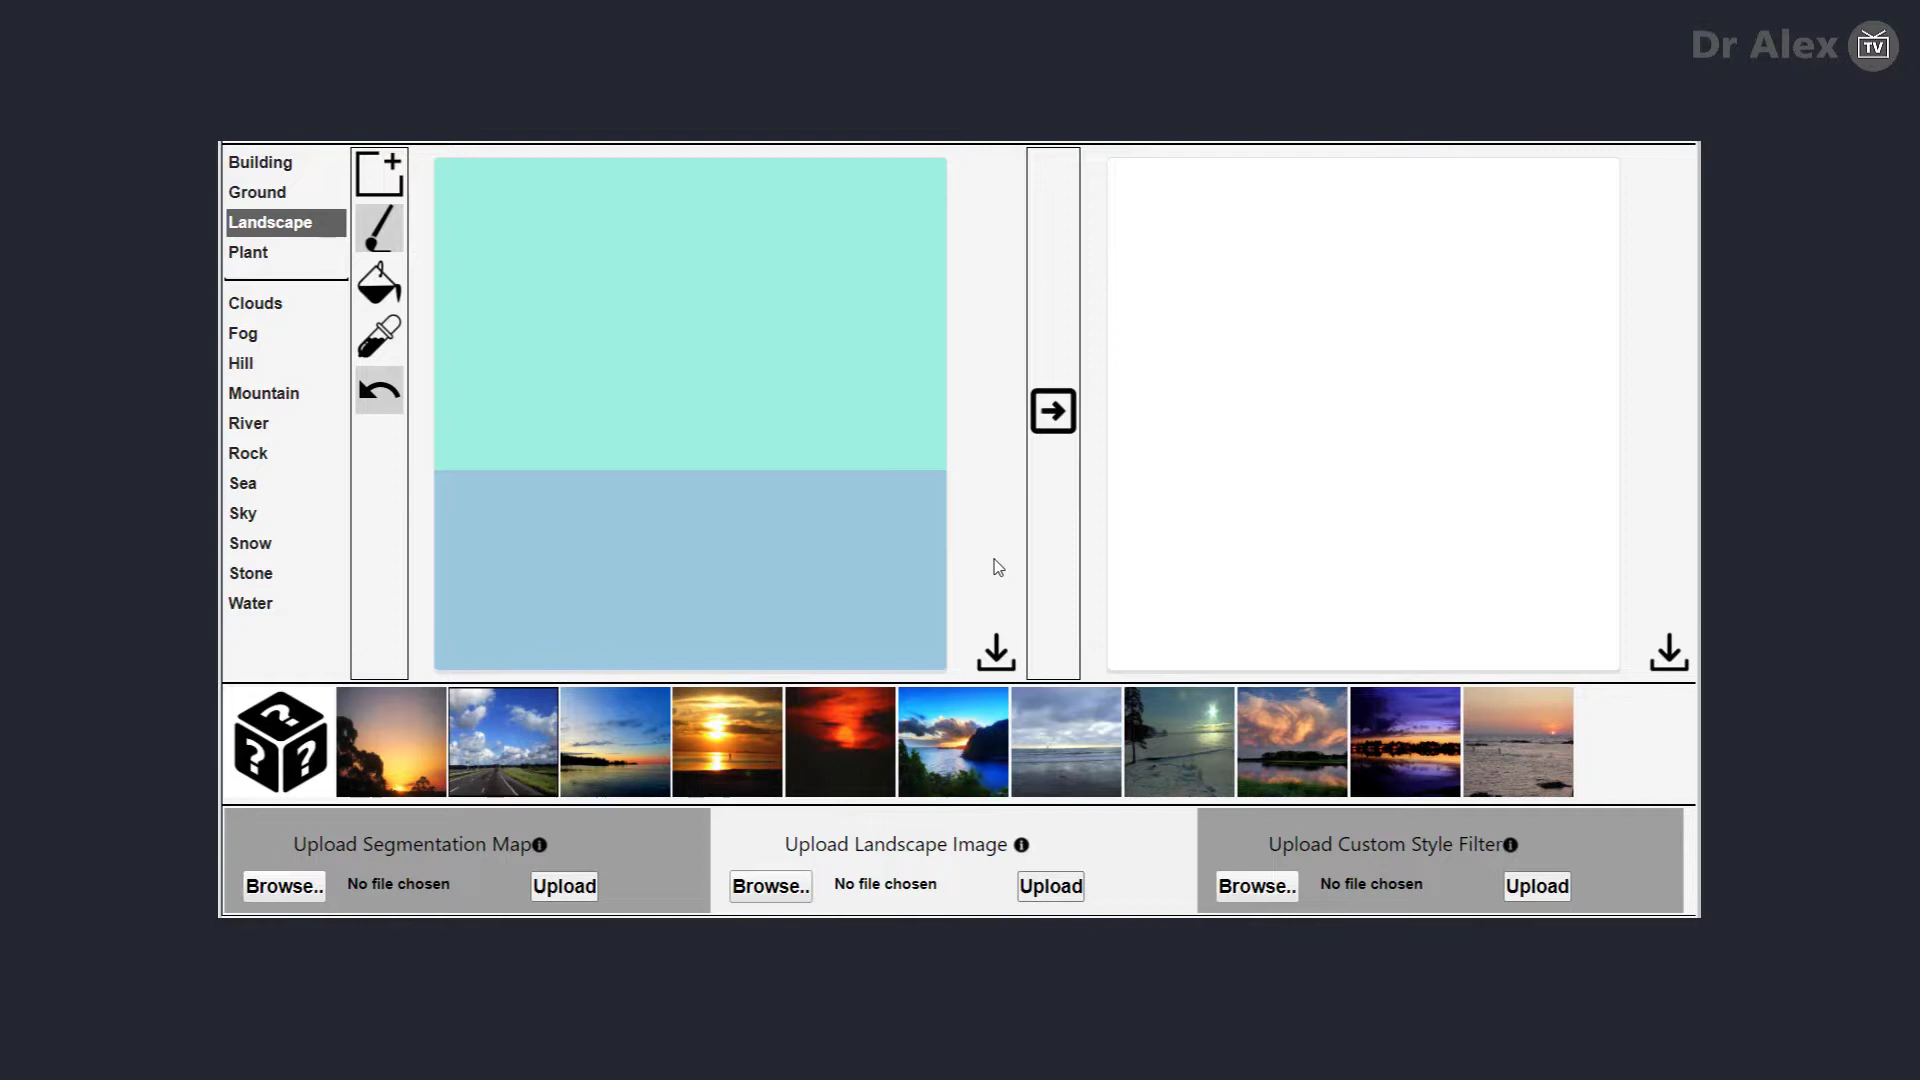 Dr Alex TV
Building
Ground
Landscape
Plant
Clouds
Fog
Hill
Mountain
River
Rock
Sea
Sky
Snow
Stone
Water
? ? ?
Upload Segmentation Map i
Browse.. No file chosen Upload
Upload Landscape Image i
Browse.. No file chosen Upload
Upload Custom Style Filter i
Browse.. No file chosen Upload